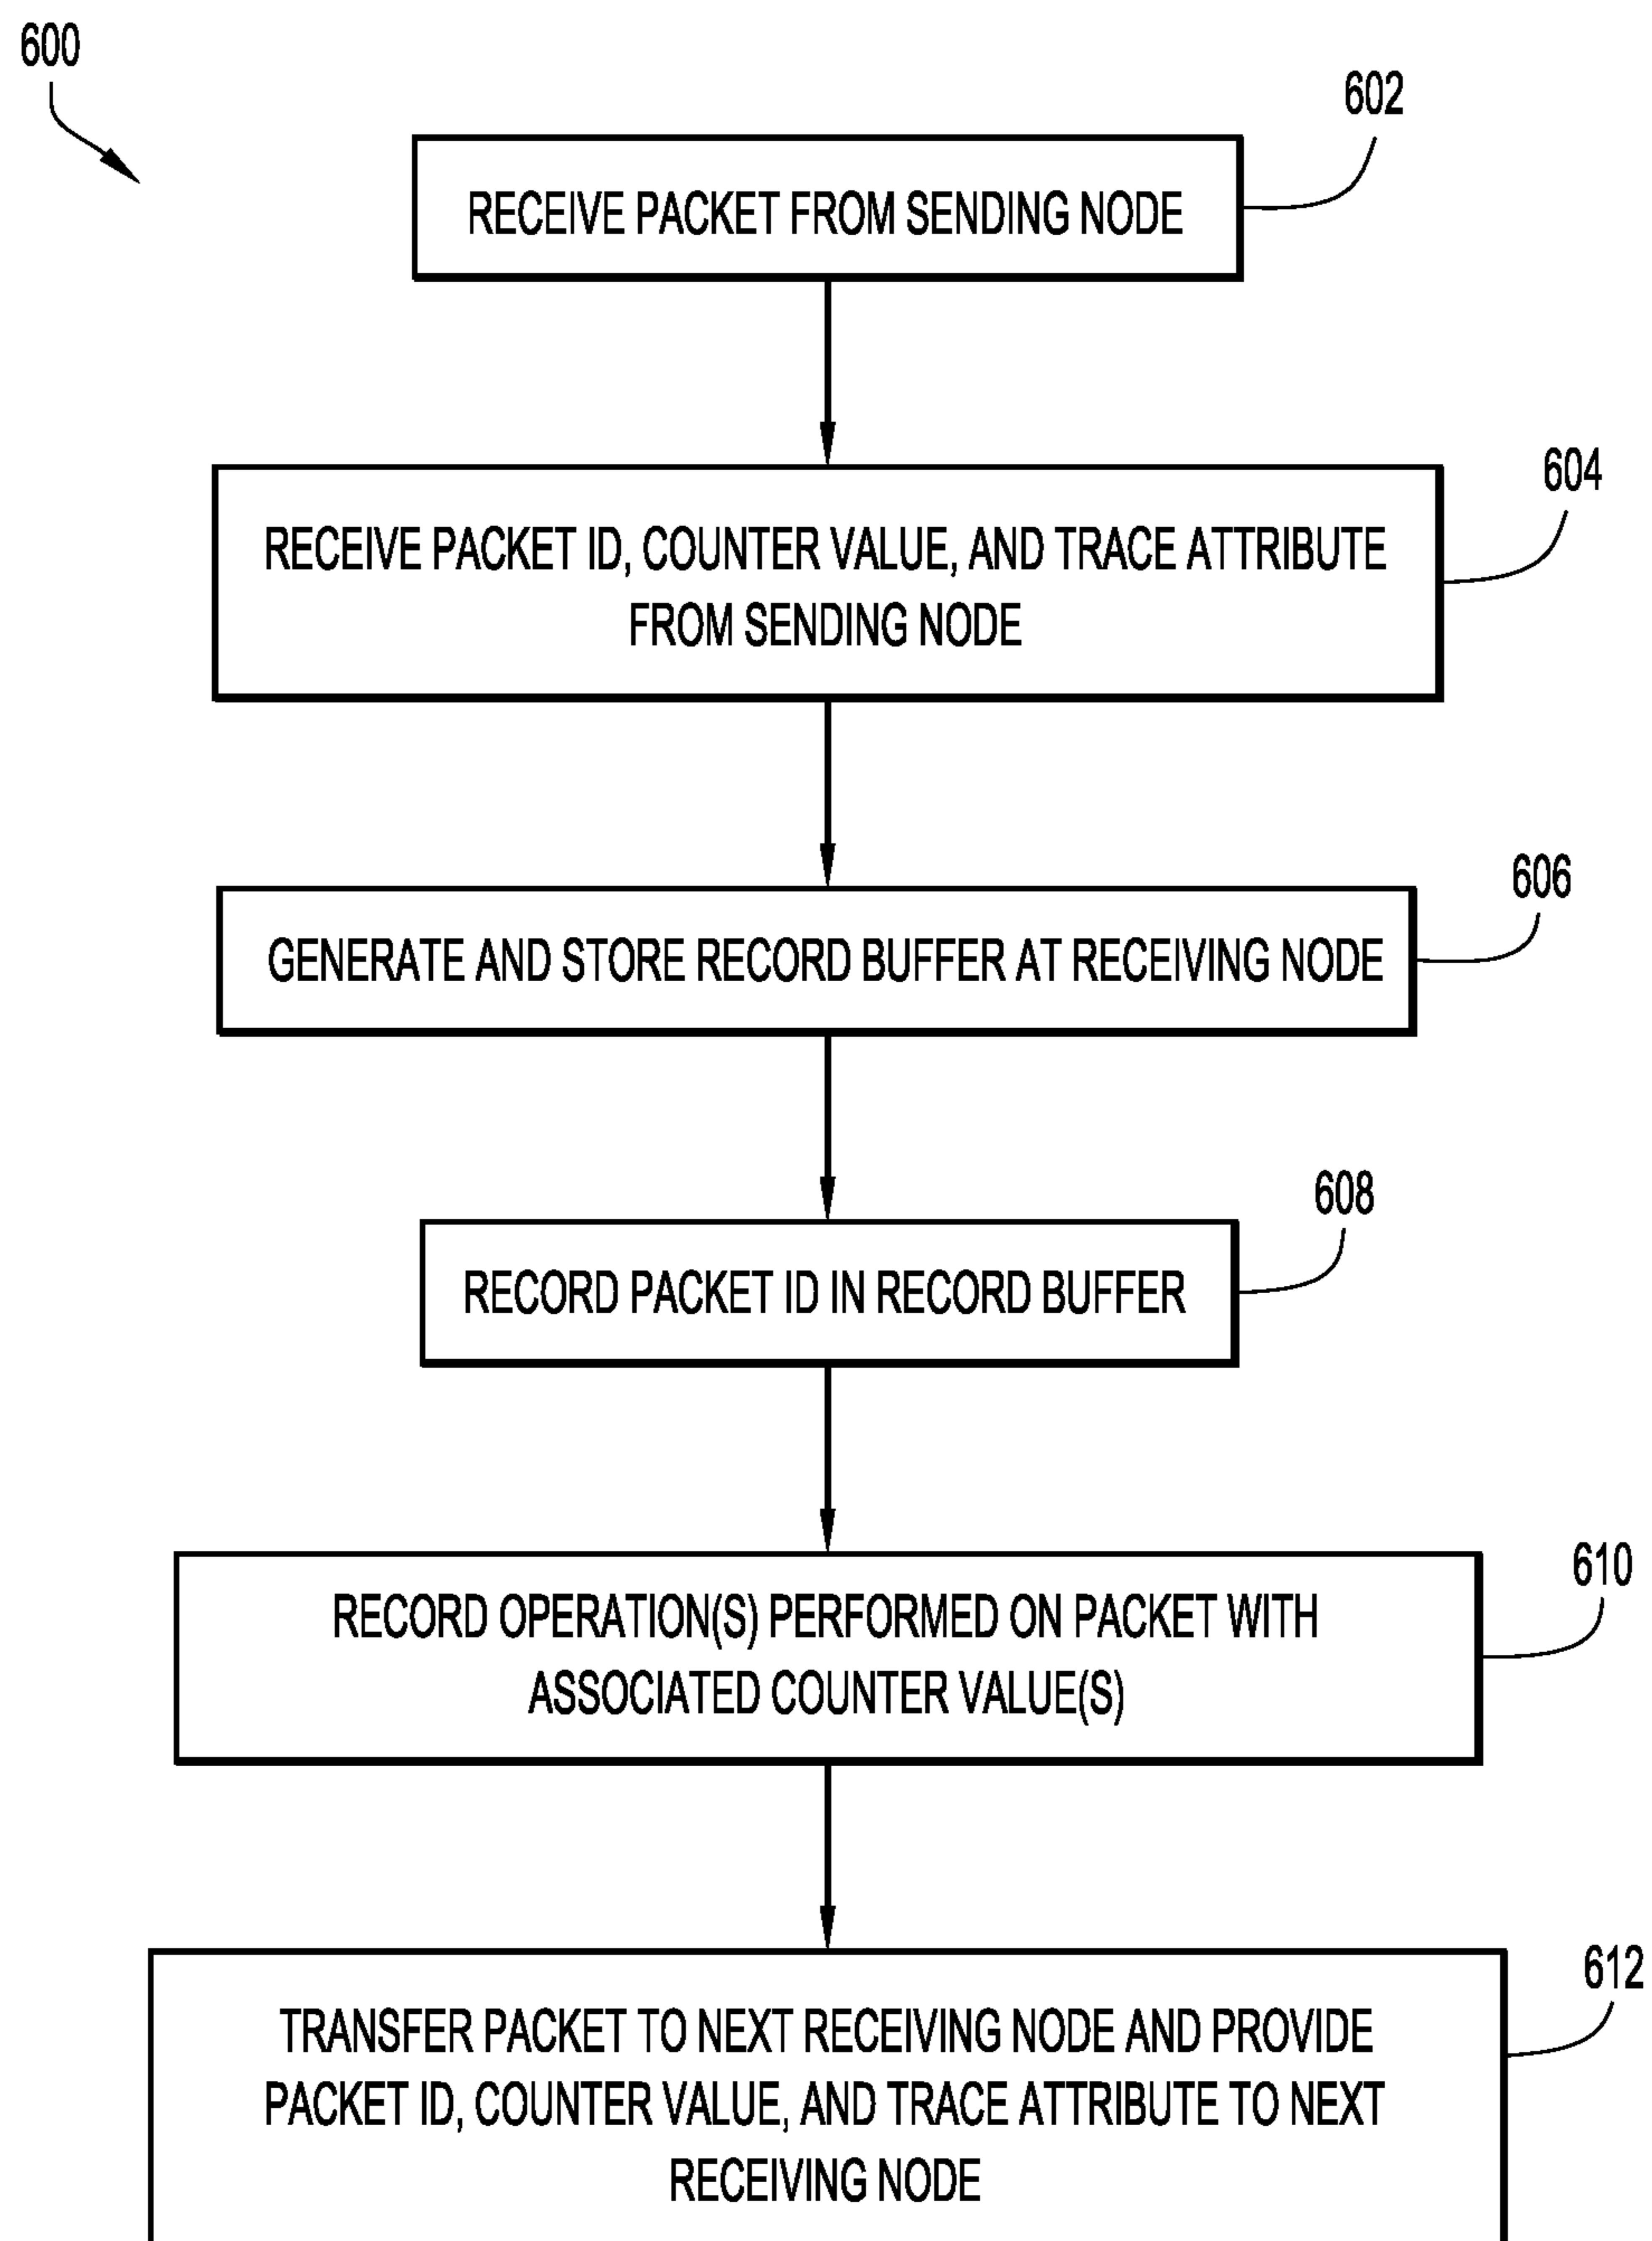 600
602
RECEIVE PACKET FROM SENDING NODE
604
RECEIVE PACKET ID, COUNTER VALUE, AND TRACE ATTRIBUTE
FROM SENDING NODE
606
GENERATE AND STORE RECORD BUFFER AT RECEIVING NODE
608
RECORD PACKET ID IN RECORD BUFFER
610
RECORD OPERATION(S) PERFORMED ON PACKET WITH
ASSOCIATED COUNTER VALUE(S)
612
TRANSFER PACKET TO NEXT RECEIVING NODE AND PROVIDE
PACKET ID, COUNTER VALUE, AND TRACE ATTRIBUTE TO NEXT
RECEIVING NODE